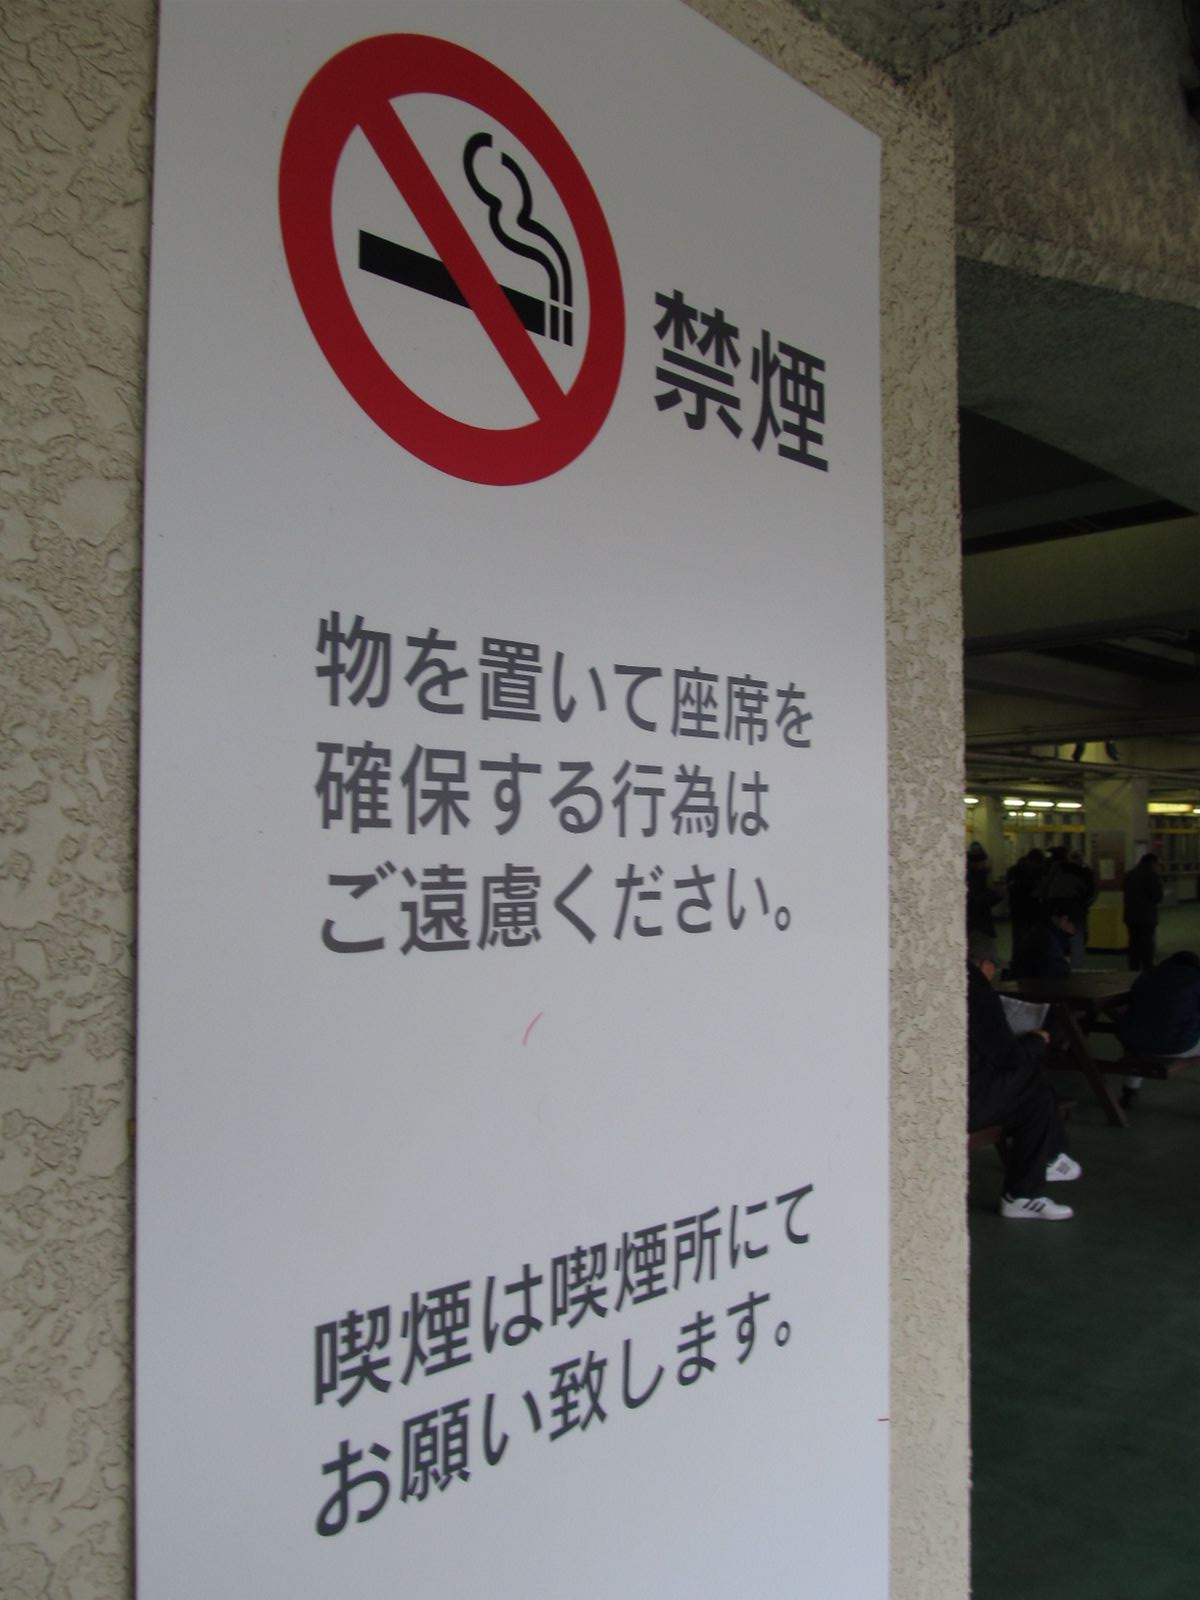 禁煙
物を置いて座席を
確保する行為は
ご遠慮ください。
喫煙は喫煙所にて
お願い致します。